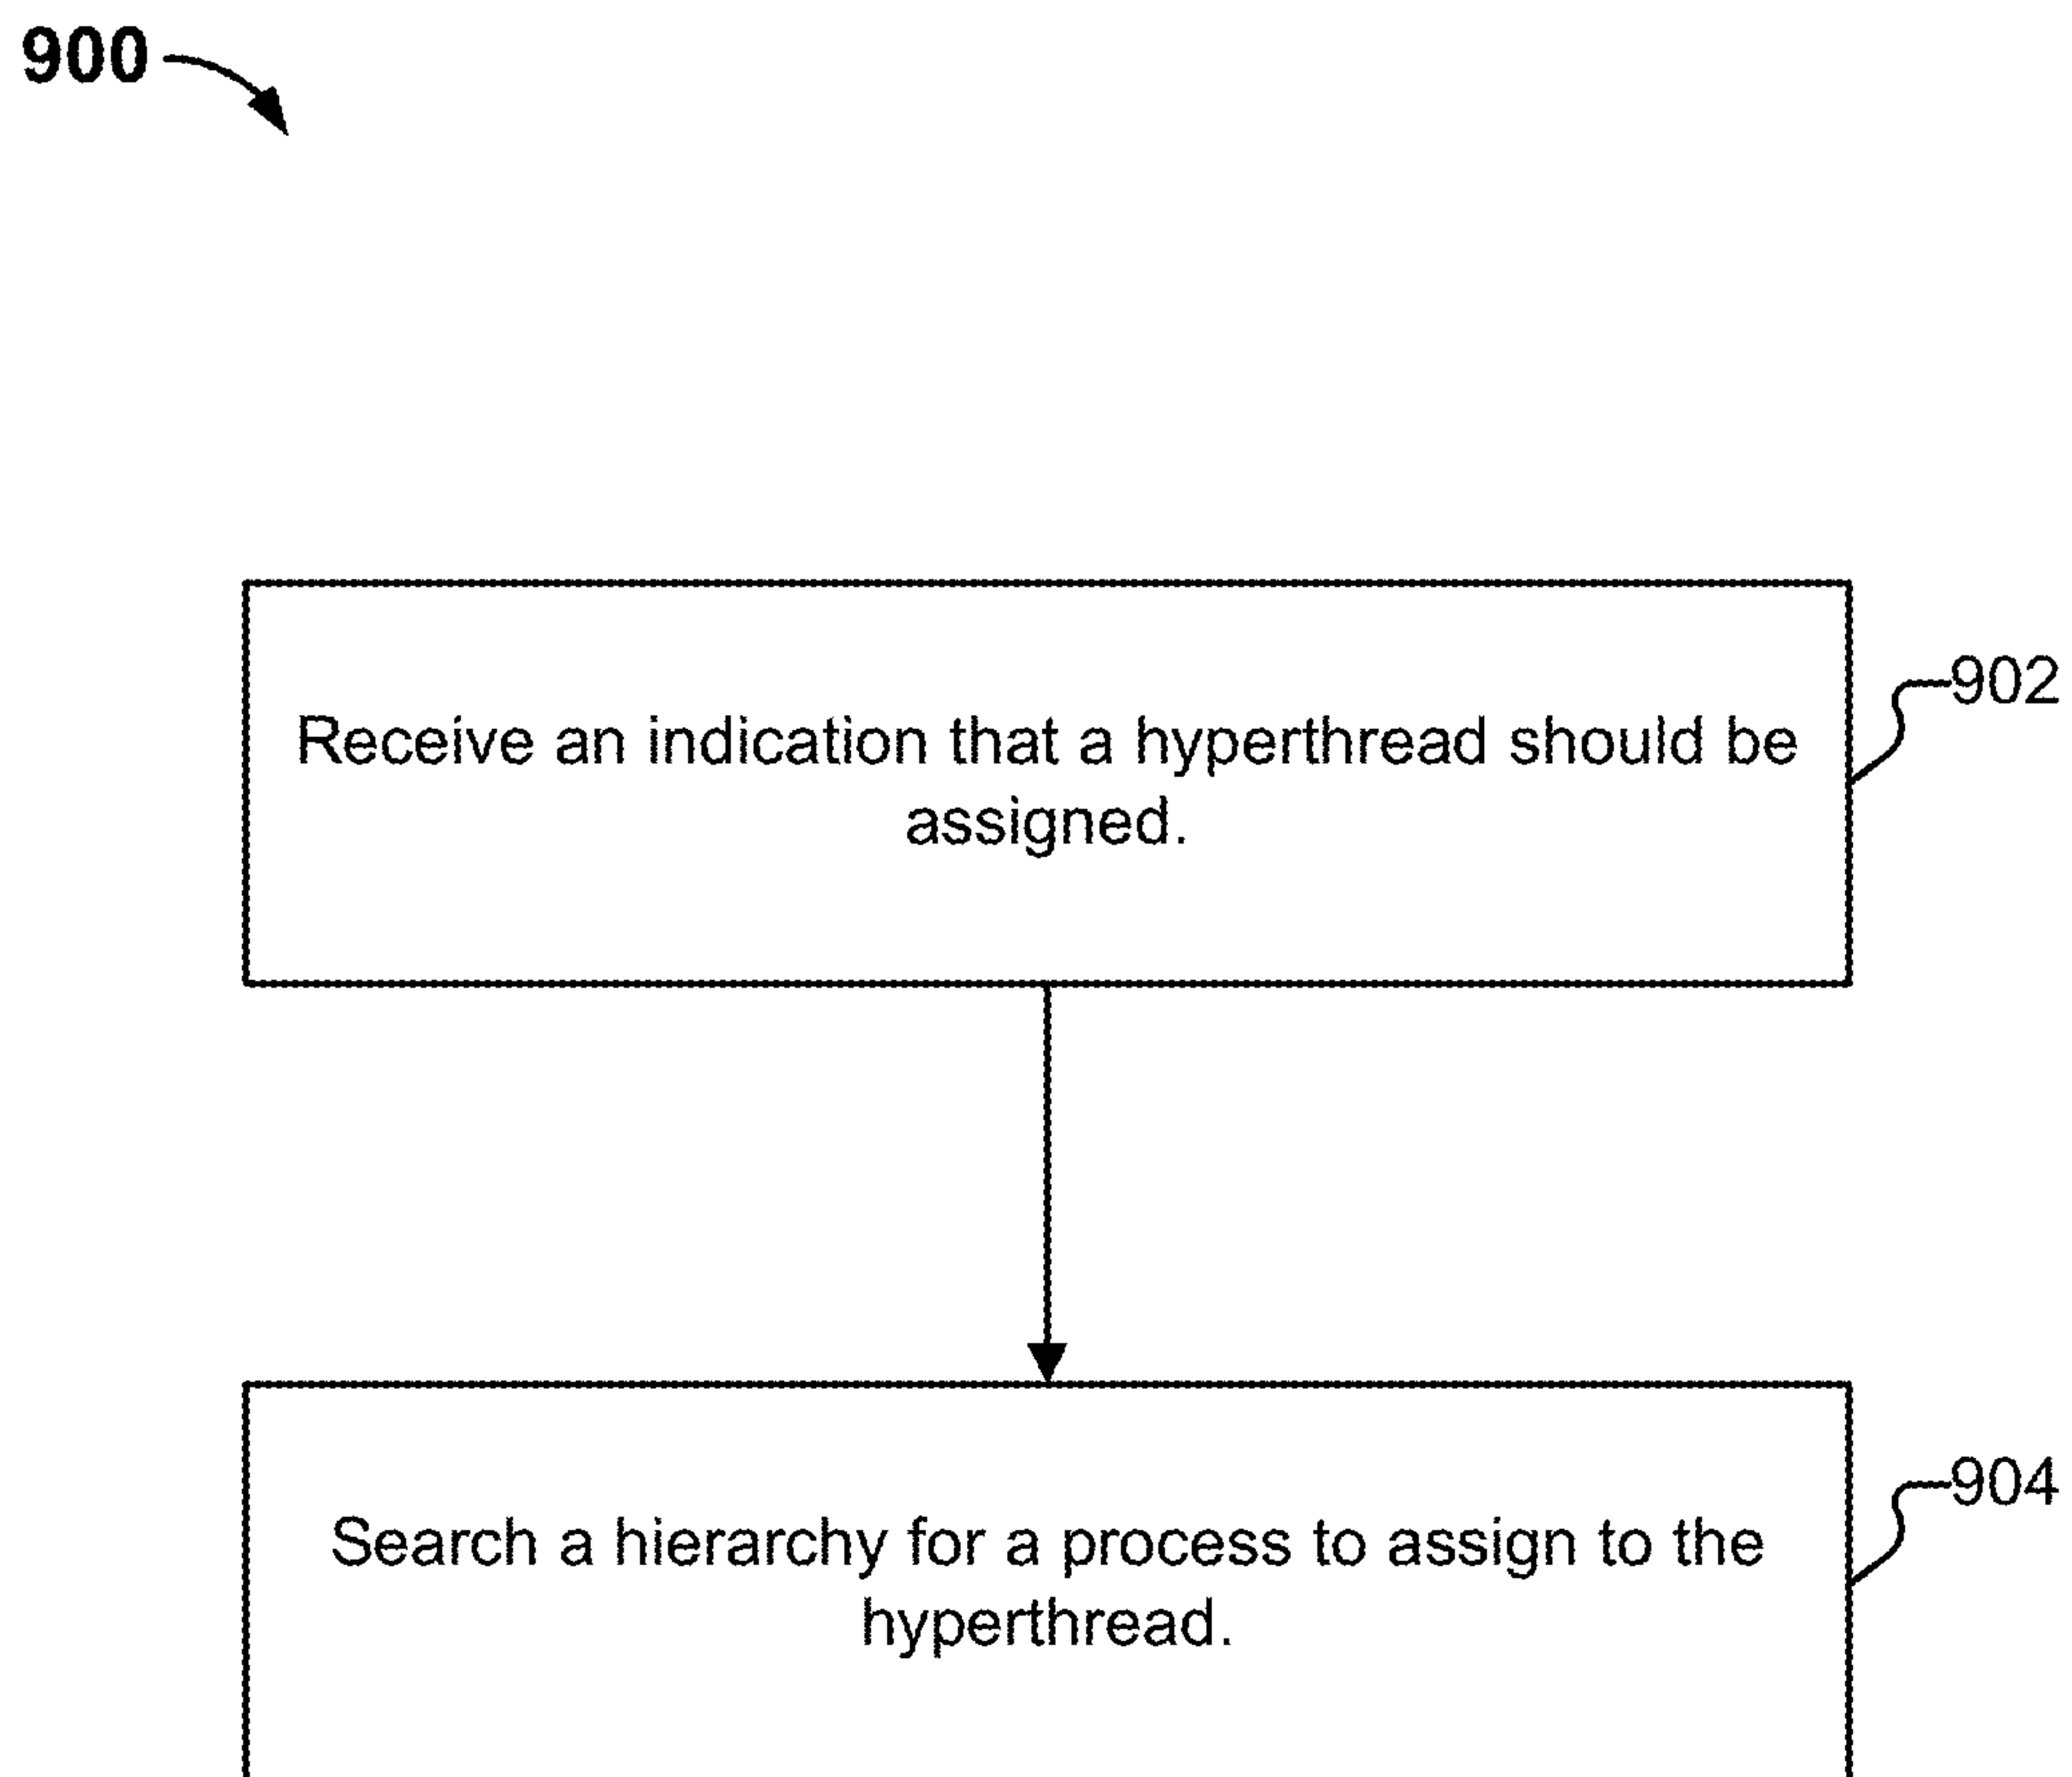 900
Receive an indication that a hyperthread should be
assigned.
902
Search a hierarchy for a process to assign to the
hyperthread.
904